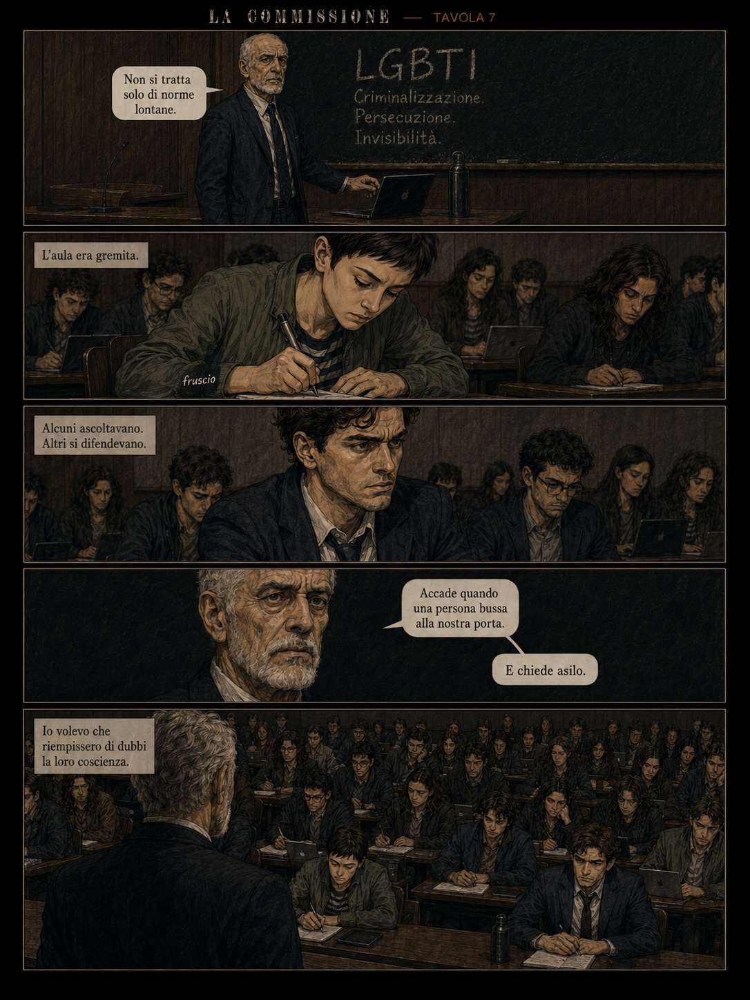 LA COMMISSIONE — TAVOLA 7
Non si tratta
solo di norme
lontane.
LGBTI
Criminalizzazione.
Persecuzione.
Invisibilità.
L'aula era gremita.
fruscio
Alcuni ascoltavano.
Altri si difendevano.
Accade quando
una persona bussa
alla nostra porta.
E chiede asilo.
Io volevo che
riempissero di dubbi
la loro coscienza.